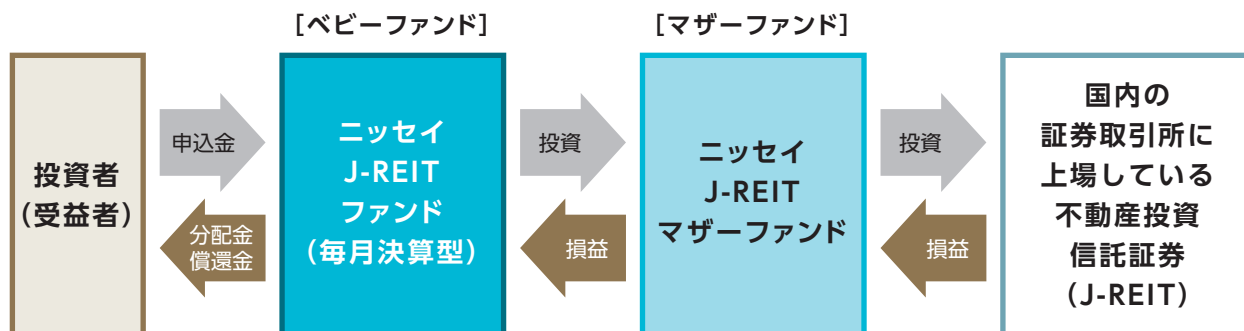 [ベビーファンド]
[マザーファンド]
投資者
(受益者)
申込金
分配金
償還金
ニッセイ
J-REIT
ファンド
(毎月決算型)
投資
損益
ニッセイ
J-REIT
マザーファンド
投資
損益
国内の
証券取引所に
上場している
不動産投資
信託証券
(J-REIT)